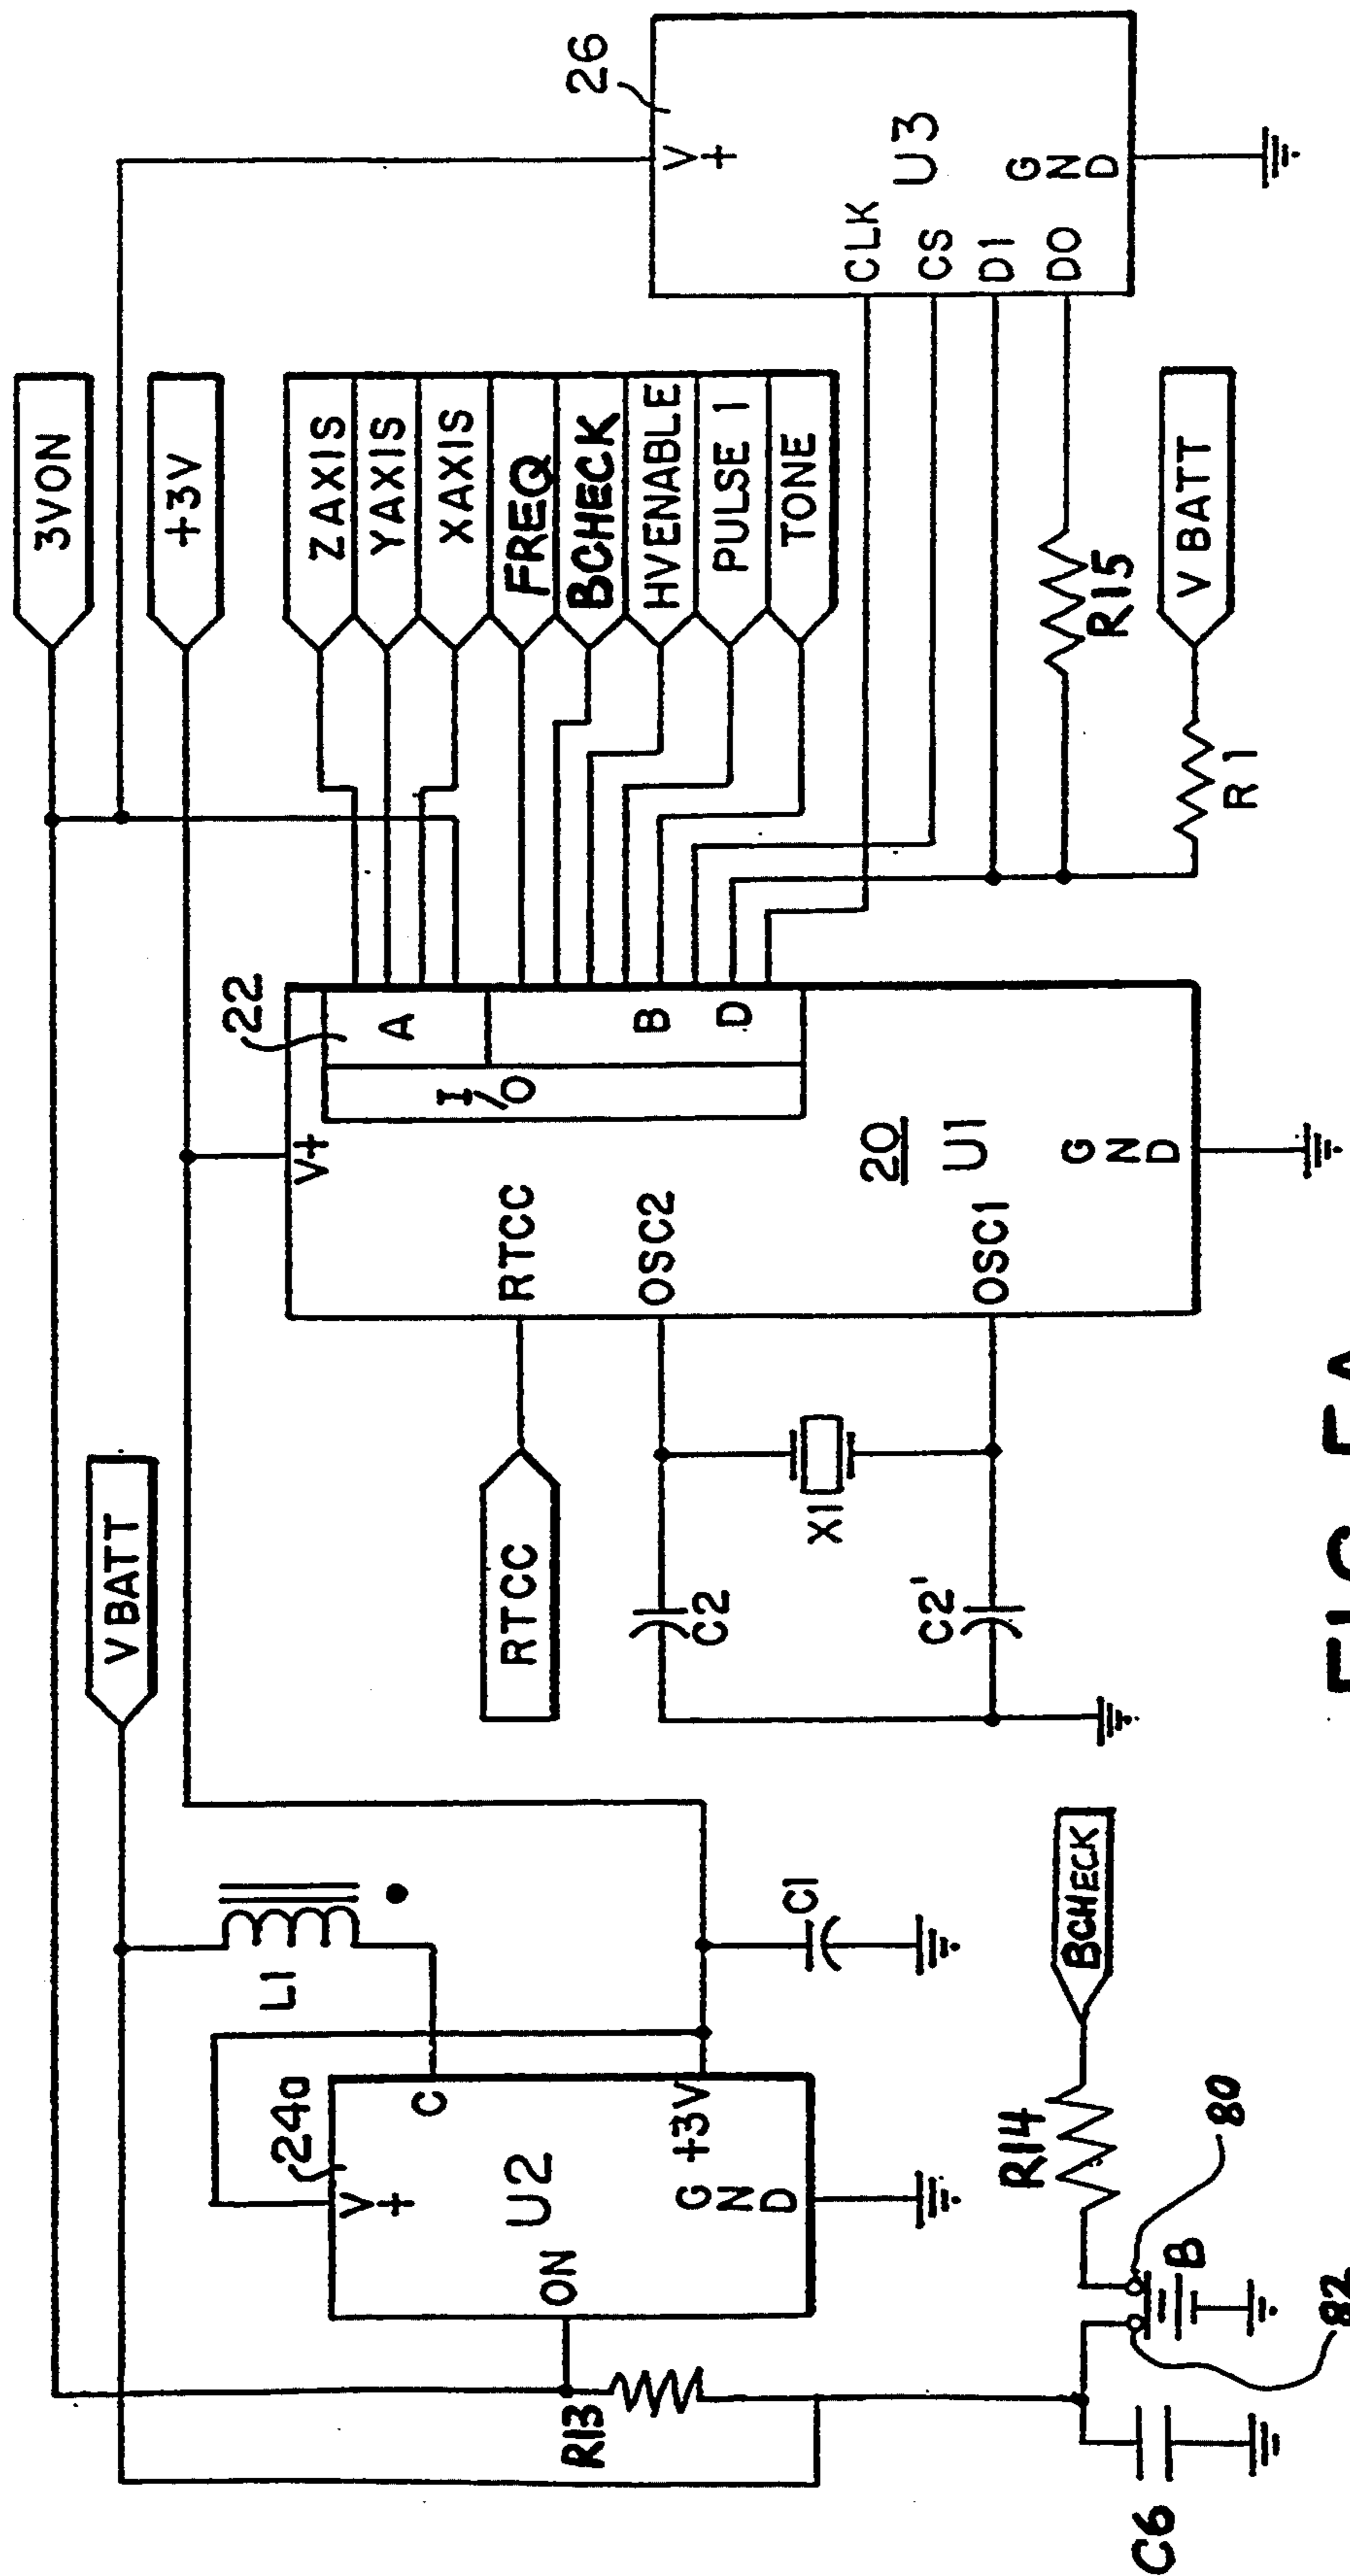 3VON
V BATT
+3V
L1
24a
V+
C
U2
ON
+3V
GND
R13
C1
22
V+
A
I/O
B
D
RTCC
RTCC
OSC2
20
U1
OSC1
GND
C2
X1
C2'
ZAXIS
YAXIS
XAXIS
FREQ
BCHECK
HVENABLE
PULSE 1
TONE
26
V+
U3
CLK
CS
DI
DO
GND
R15
V BATT
R1
C6
R14
BCHECK
B
80
82